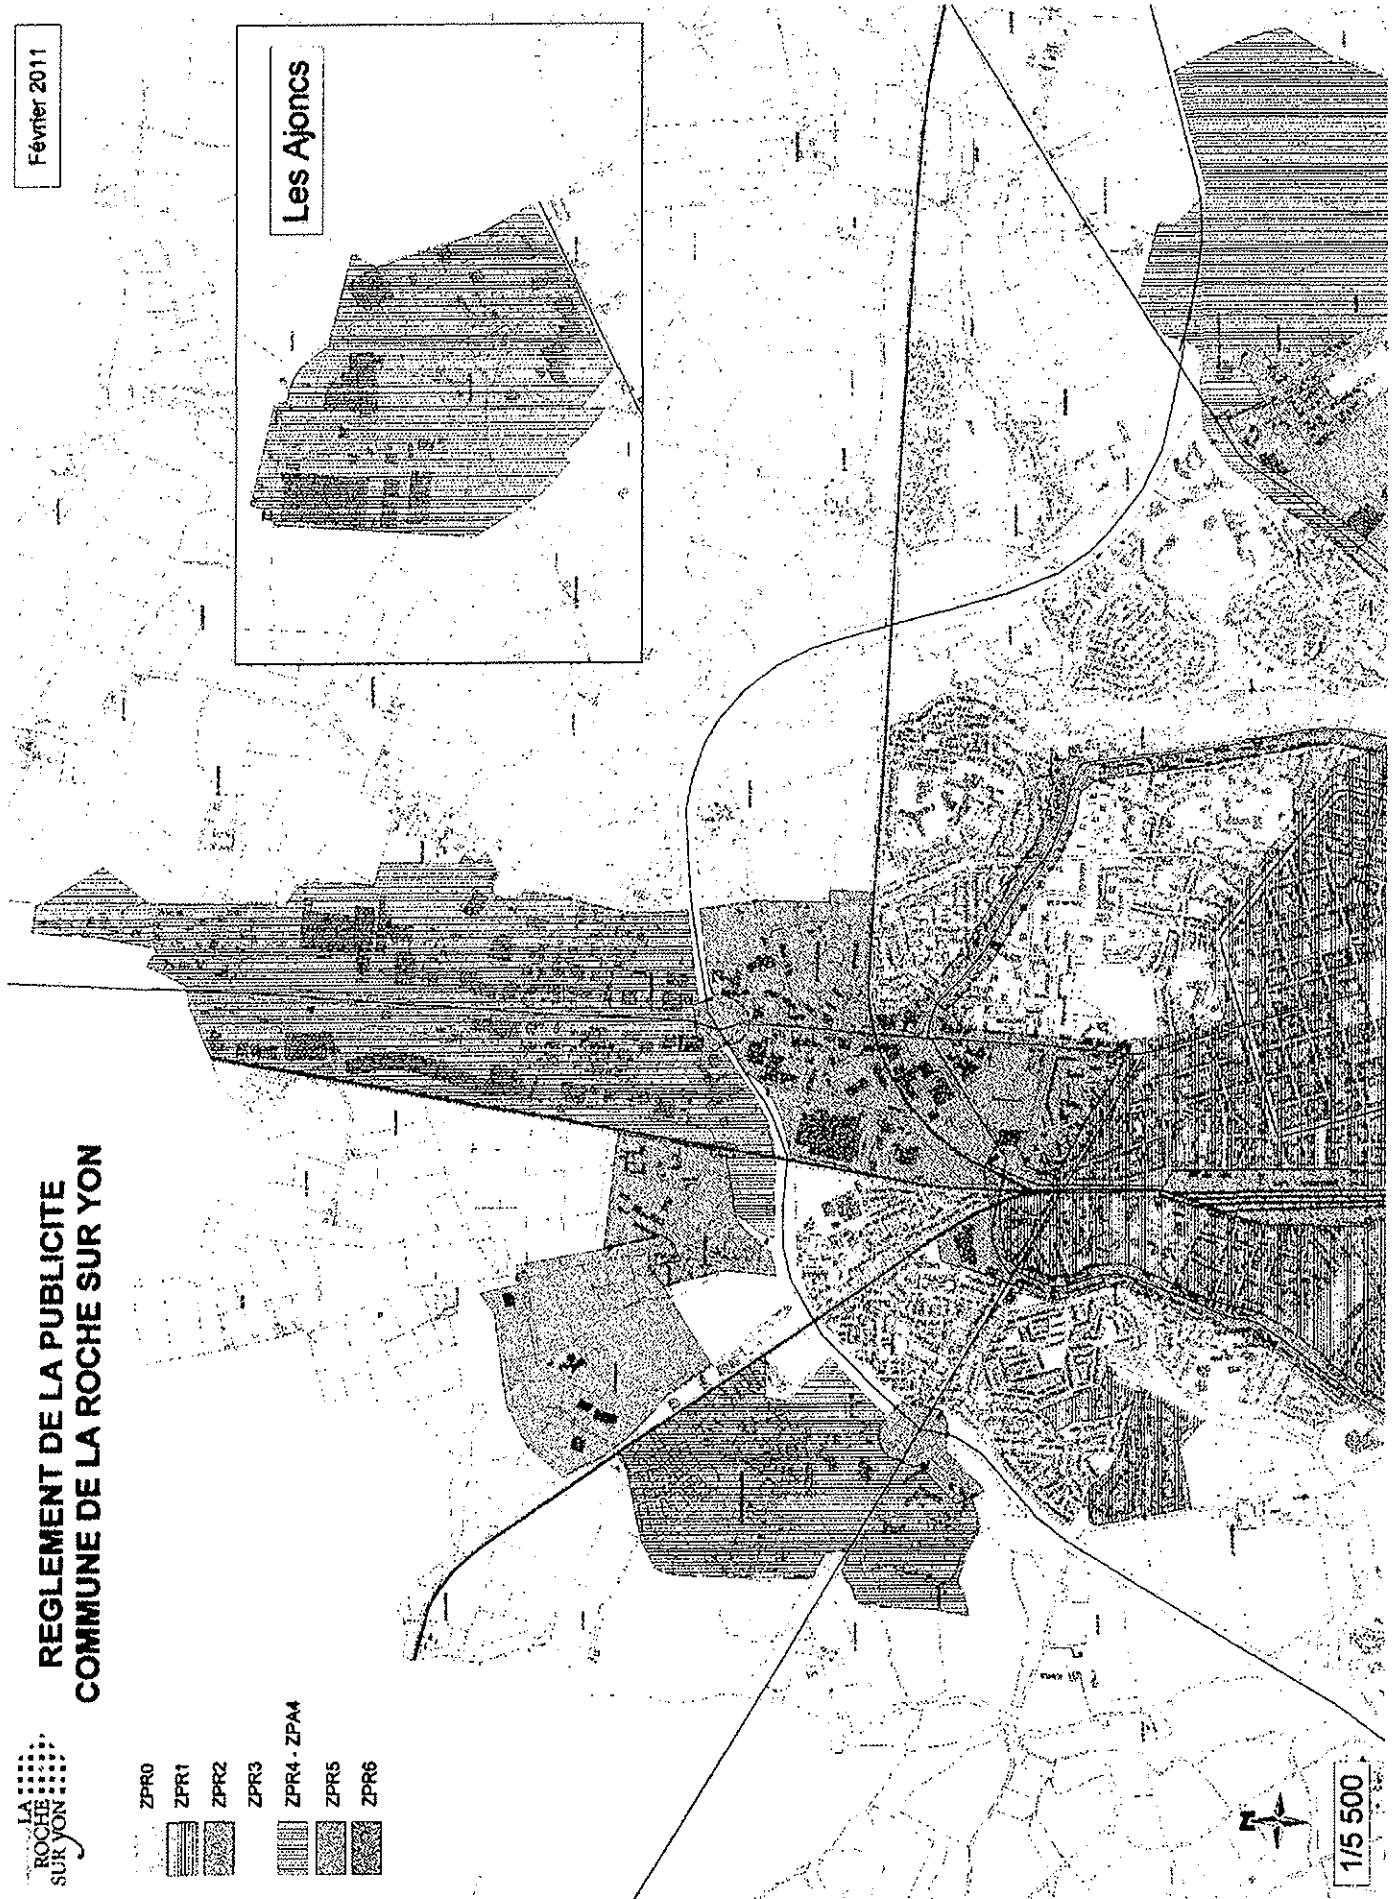 LA
ROCHE
SUR YON
REGLEMENT DE LA PUBLICITE
COMMUNE DE LA ROCHE SUR YON
Février 2011
ZPR0
ZPR1
ZPR2
ZPR3
ZPR4 - ZPA4
ZPR5
ZPR6
Les Ajoncs
1/5 500